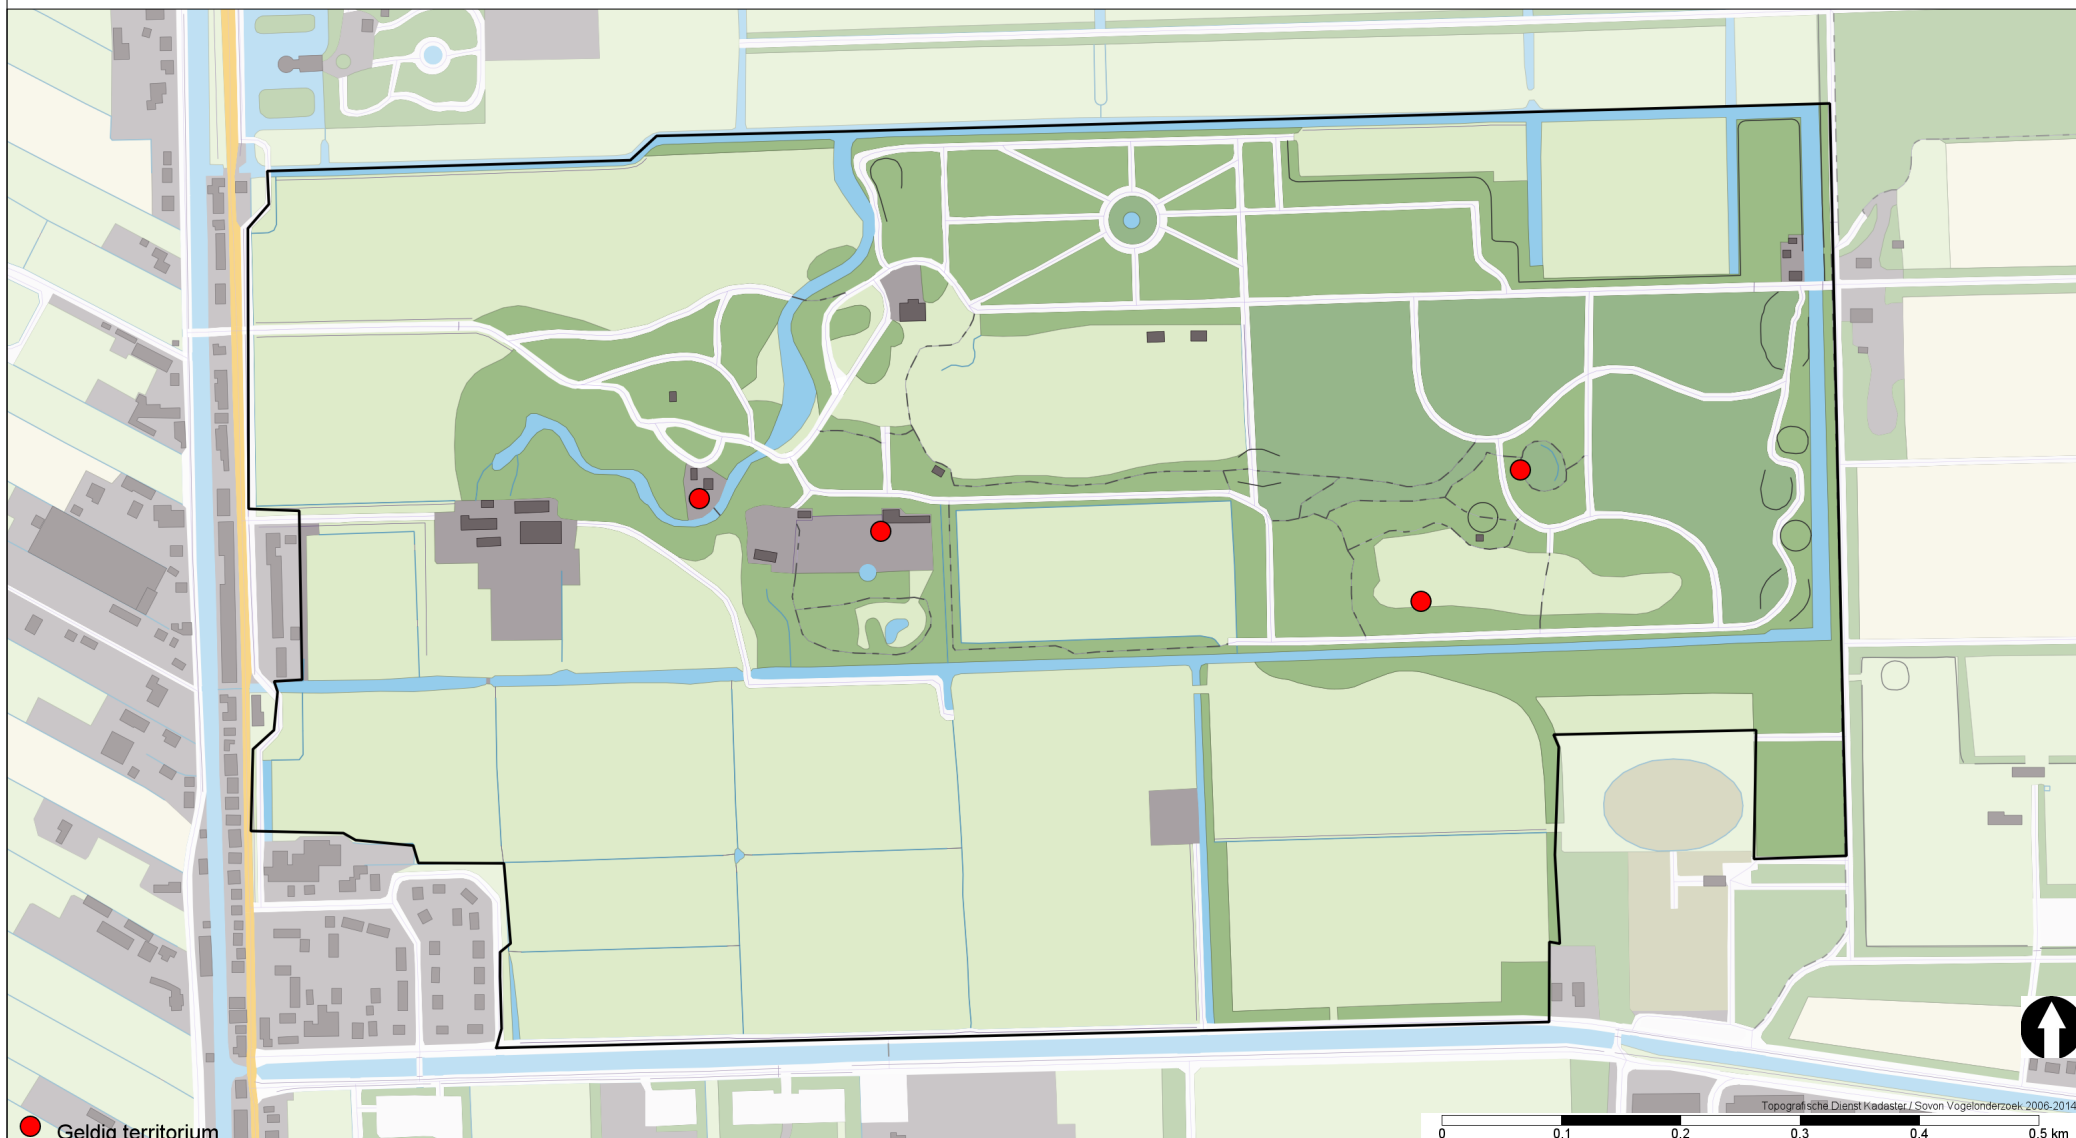 Topografische Dienst Kadaster / Sovon Vogelonderzoek 2006-2014
Geldig territorium
0 0.1 0.2 0.3 0.4 0.5 km